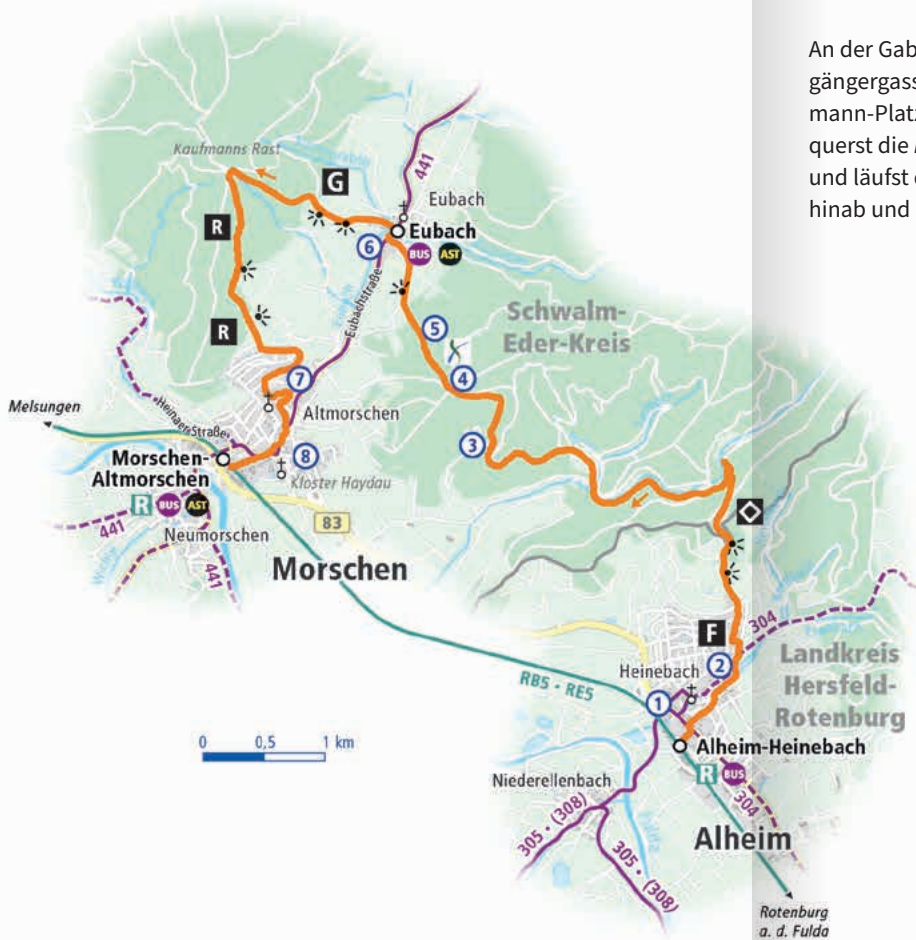 An der Gab
gängergass
mann-Platz
querst die
und läufst
hinab und
Kaufmanns Rast
G
441
Eubach
Eubach
BUS AST
6
R
Eubachstraße
R
5
Schwalm-
Eder-Kreis
4
7
Altmorschen
3
Melsungen
Heinaer Straße
8
Morschen-
Altmorschen
Kloster Haydau
R BUS AST
441
Neumorschen
83
441
Morschen
F
304
2
Landkreis
Hersfeld-
Rotenburg
Heinebach
RB5 · RE5
1
0 0,5 1 km
Alheim-Heinebach
R BUS
Niederellenbach
304
Fulda
305 · (308)
Alheim
305 · (308)
Rotenburg
a. d. Fulda